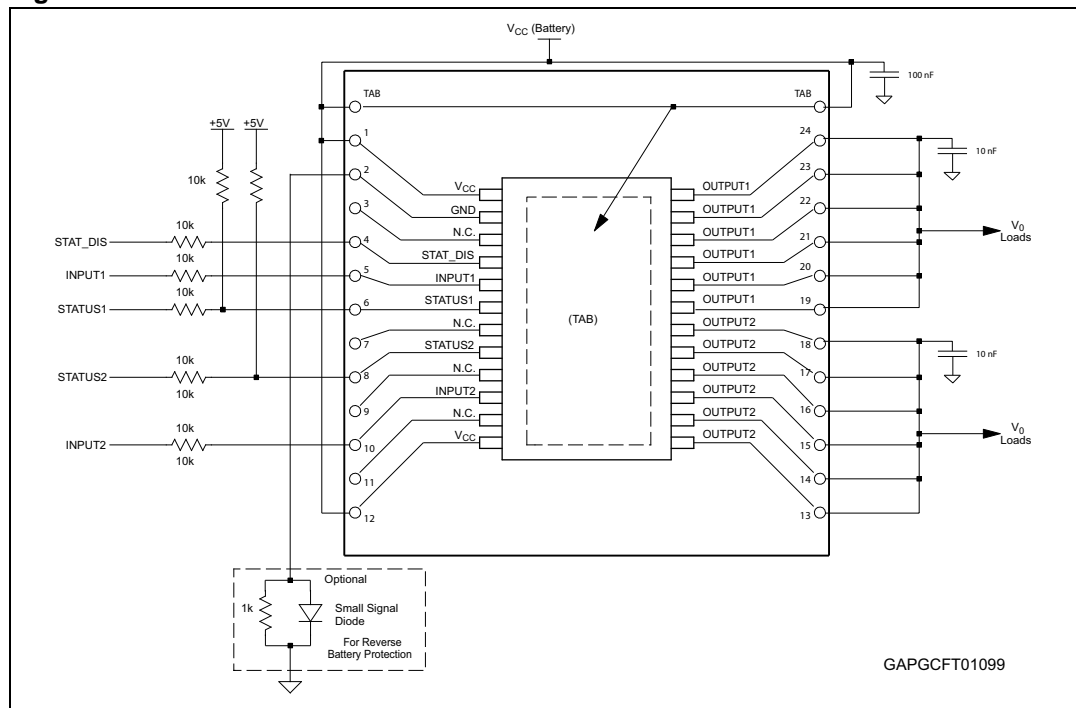 V_CC (Battery)
100 nF
TAB
TAB
+5V
+5V
1
24
10 nF
10k
2
23
V_CC
OUTPUT1
3
22
GND
OUTPUT1
N.C.
OUTPUT1
V_0
Loads
STAT_DIS
10k
4
21
STAT_DIS
OUTPUT1
INPUT1
10k
5
20
INPUT1
OUTPUT1
STATUS1
10k
6
19
STATUS1
OUTPUT1
(TAB)
N.C.
OUTPUT2
7
18
10 nF
STATUS2
OUTPUT2
STATUS2
10k
10k
8
17
N.C.
OUTPUT2
9
16
INPUT2
OUTPUT2
N.C.
OUTPUT2
V_0
Loads
INPUT2
10k
10k
10
15
V_CC
OUTPUT2
11
14
12
13
Optional
1k
Small Signal
Diode
For Reverse
Battery Protection
GAPGCFT01099